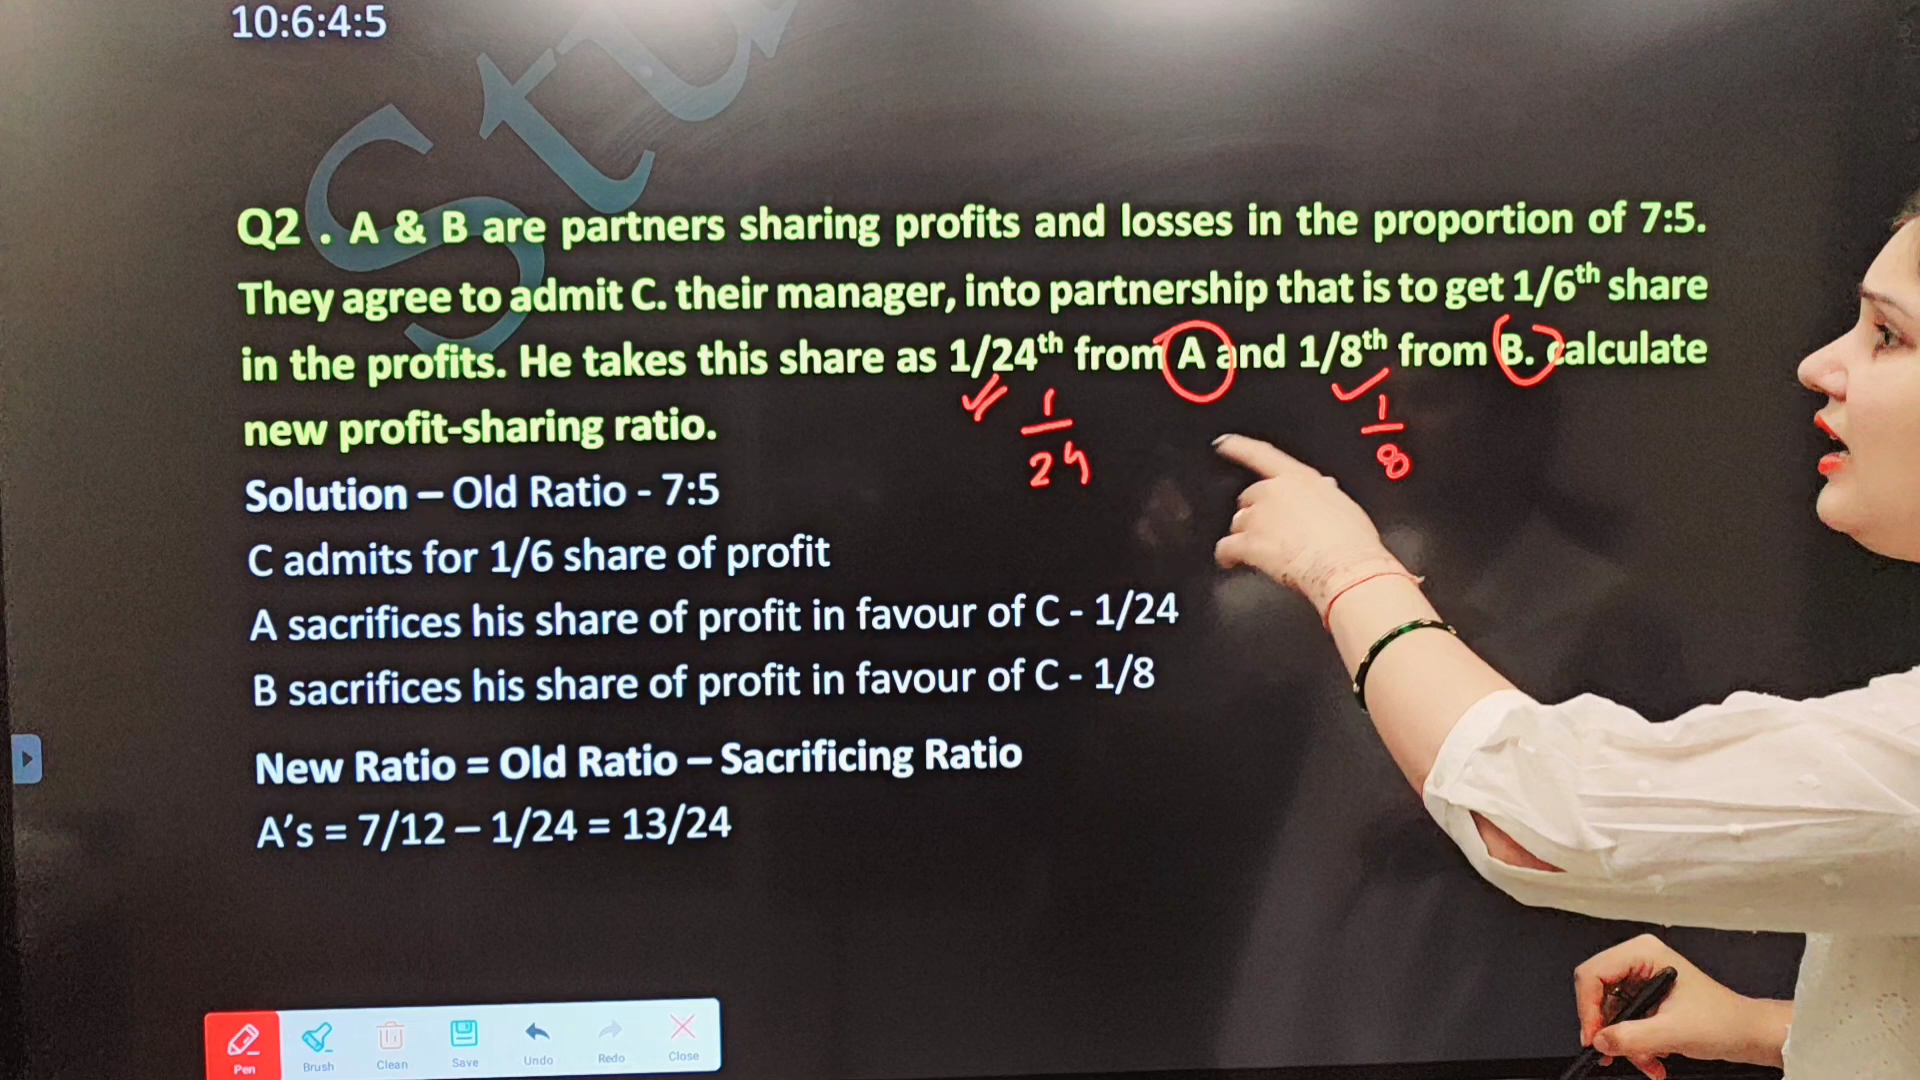 10:6:4:5
Q2 . A & B are partners sharing profits and losses in the proportion of 7:5.
They agree to admit C. their manager, into partnership that is to get 1/6th share
in the profits. He takes this share as 1/24th from A and 1/8th from B. calculate
1/24 1/8
new profit-sharing ratio.
Solution – Old Ratio - 7:5
C admits for 1/6 share of profit
A sacrifices his share of profit in favour of C - 1/24
B sacrifices his share of profit in favour of C - 1/8
New Ratio = Old Ratio – Sacrificing Ratio
A's = 7/12 – 1/24 = 13/24
Pen Brush Clean Save Undo Redo Close